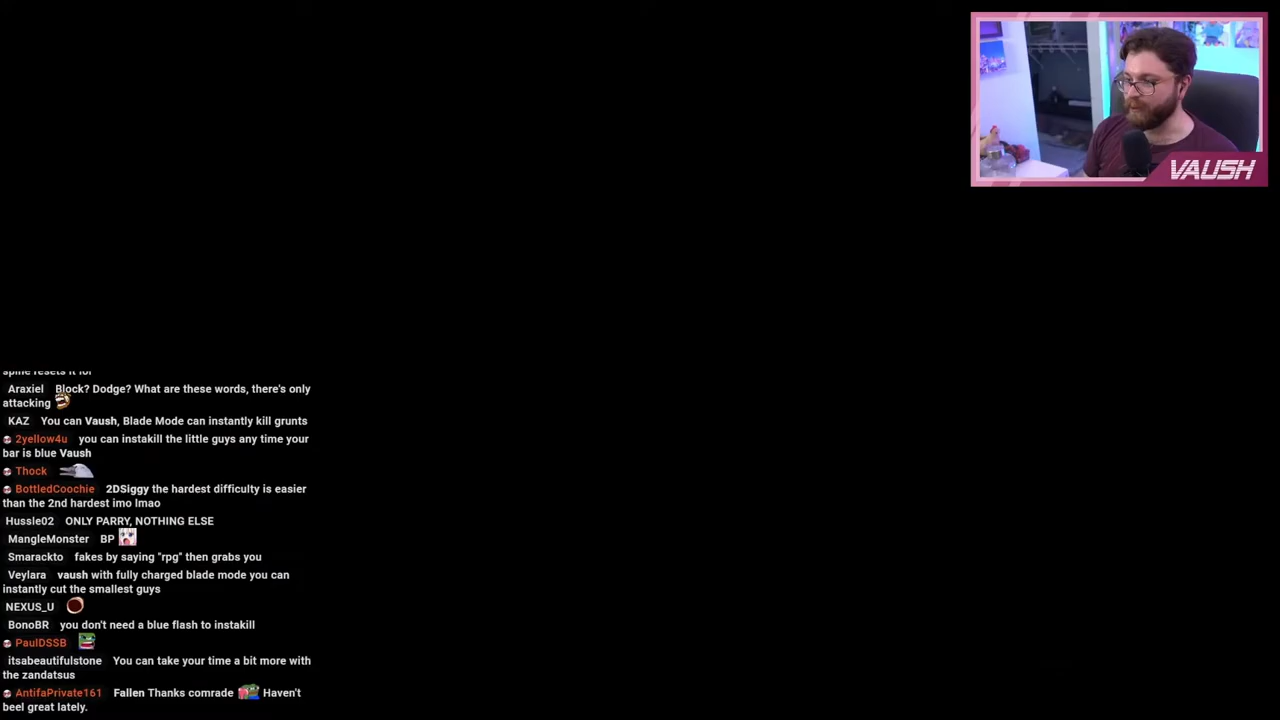 VAUSH
Araxiel Block? Dodge? What are these words, there's only
attacking
KAZ You can Vaush, Blade Mode can instantly kill grunts
2yellow4u you can instakill the little guys any time your
bar is blue Vaush
Thock
BottledCoochie 2DSiggy the hardest difficulty is easier
than the 2nd hardest imo lmao
Hussle02 ONLY PARRY, NOTHING ELSE
MangleMonster BP
Smarackto fakes by saying "rpg" then grabs you
Veylara vaush with fully charged blade mode you can
instantly cut the smallest guys
NEXUS_U
BonoBR you don't need a blue flash to instakill
PaulDSSB
itsabeautifulstone You can take your time a bit more with
the zandatsus
AntifaPrivate161 Fallen Thanks comrade Haven't
beel great lately.